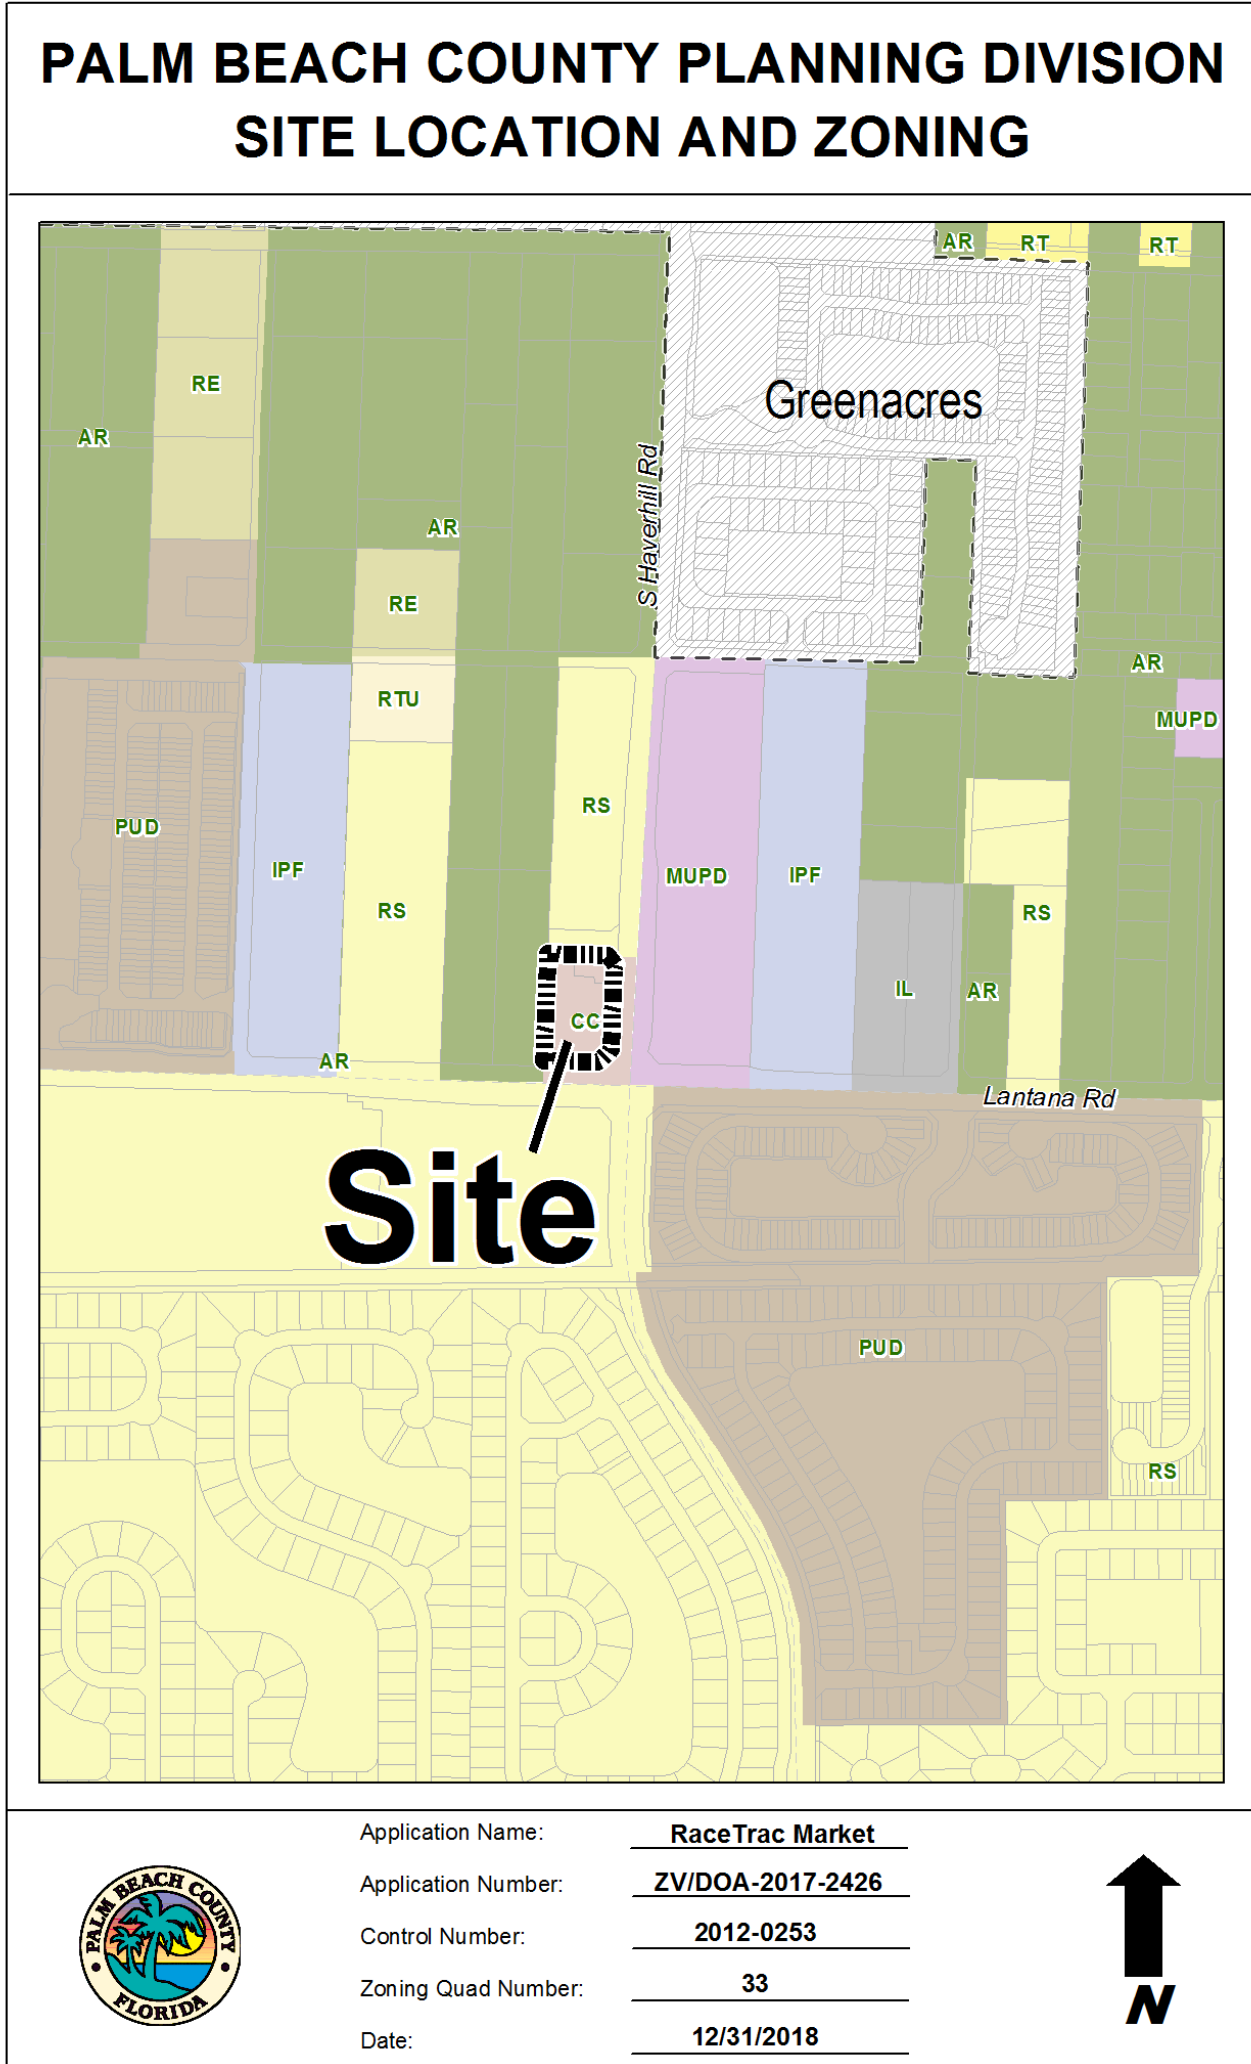 PALM BEACH COUNTY PLANNING DIVISION
SITE LOCATION AND ZONING
AR
RT
RT
RE
Greenacres
AR
S Haverhill Rd
AR
RE
AR
RTU
MUPD
RS
PUD
IPF
MUPD
IPF
RS
RS
IL
AR
CC
AR
Lantana Rd
Site
PUD
RS
PALM BEACH COUNTY
FLORIDA
Application Name: RaceTrac Market
Application Number: ZV/DOA-2017-2426
Control Number: 2012-0253
Zoning Quad Number: 33
Date: 12/31/2018
N